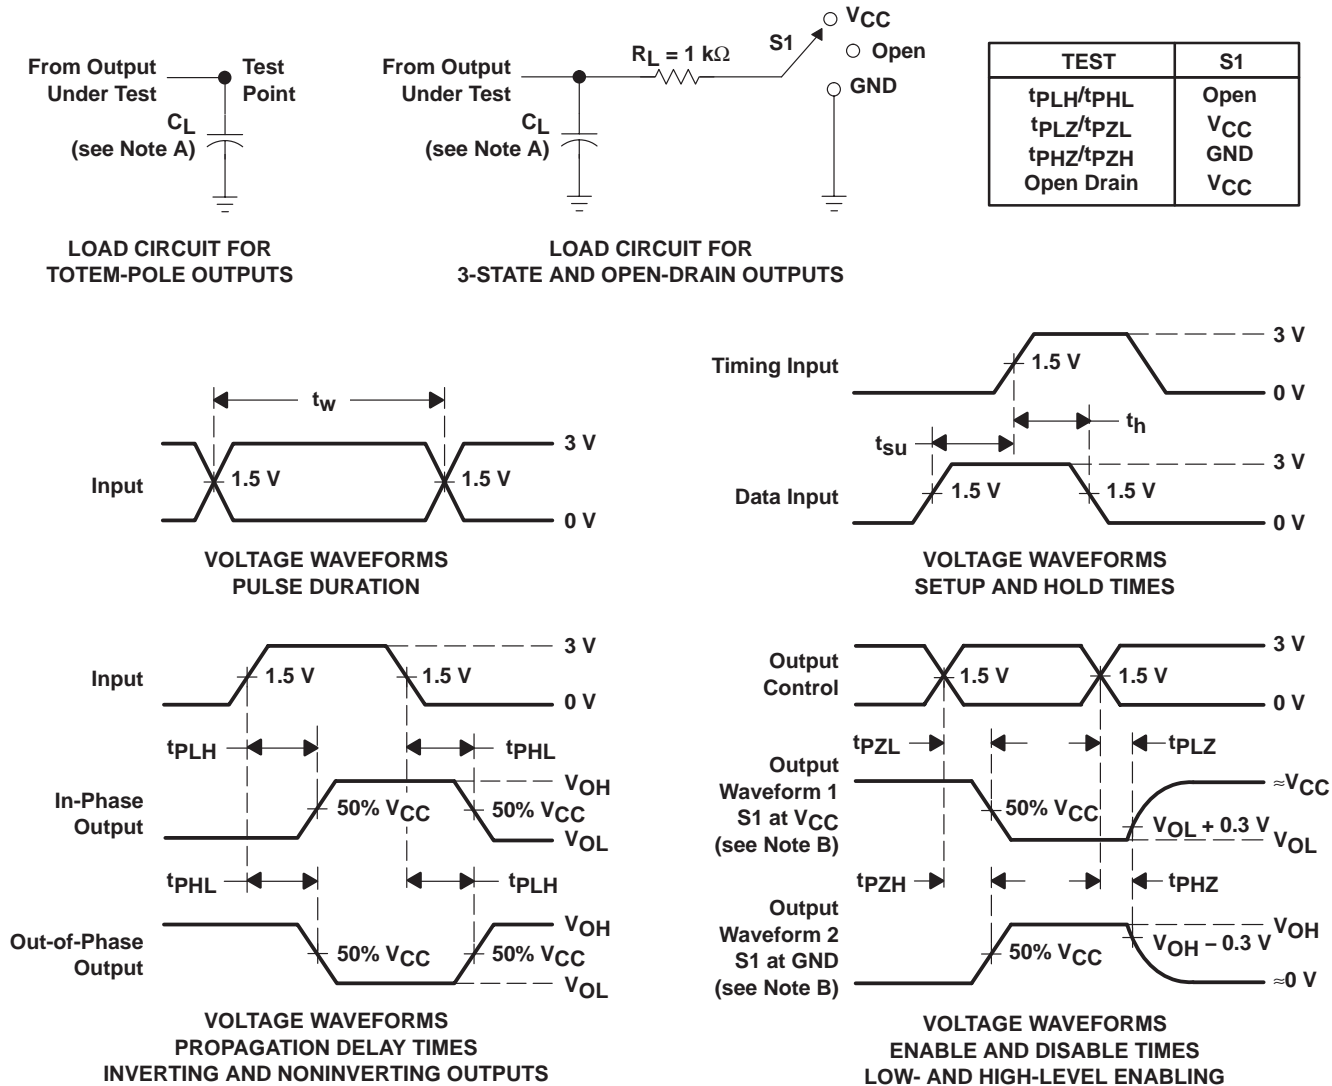 From Output
Under Test
Test
Point
CL
(see Note A)
LOAD CIRCUIT FOR
TOTEM-POLE OUTPUTS
From Output
Under Test
RL = 1 kΩ
S1
VCC
Open
GND
CL
(see Note A)
LOAD CIRCUIT FOR
3-STATE AND OPEN-DRAIN OUTPUTS
TEST S1
tPLH/tPHL Open
tPLZ/tPZL VCC
tPHZ/tPZH GND
Open Drain VCC
tw
Input
1.5 V
1.5 V
3 V
0 V
VOLTAGE WAVEFORMS
PULSE DURATION
Timing Input
1.5 V
3 V
0 V
th
tsu
Data Input
1.5 V
1.5 V
3 V
0 V
VOLTAGE WAVEFORMS
SETUP AND HOLD TIMES
Input
1.5 V
1.5 V
3 V
0 V
tPLH
tPHL
In-Phase
Output
50% VCC
50% VCC
VOH
VOL
tPHL
tPLH
Out-of-Phase
Output
50% VCC
50% VCC
VOH
VOL
VOLTAGE WAVEFORMS
PROPAGATION DELAY TIMES
INVERTING AND NONINVERTING OUTPUTS
Output
Control
1.5 V
1.5 V
3 V
0 V
tPZL
tPLZ
Output
Waveform 1
S1 at VCC
(see Note B)
50% VCC
VOL + 0.3 V
≈VCC
VOL
tPZH
tPHZ
Output
Waveform 2
S1 at GND
(see Note B)
50% VCC
VOH − 0.3 V
VOH
≈0 V
VOLTAGE WAVEFORMS
ENABLE AND DISABLE TIMES
LOW- AND HIGH-LEVEL ENABLING